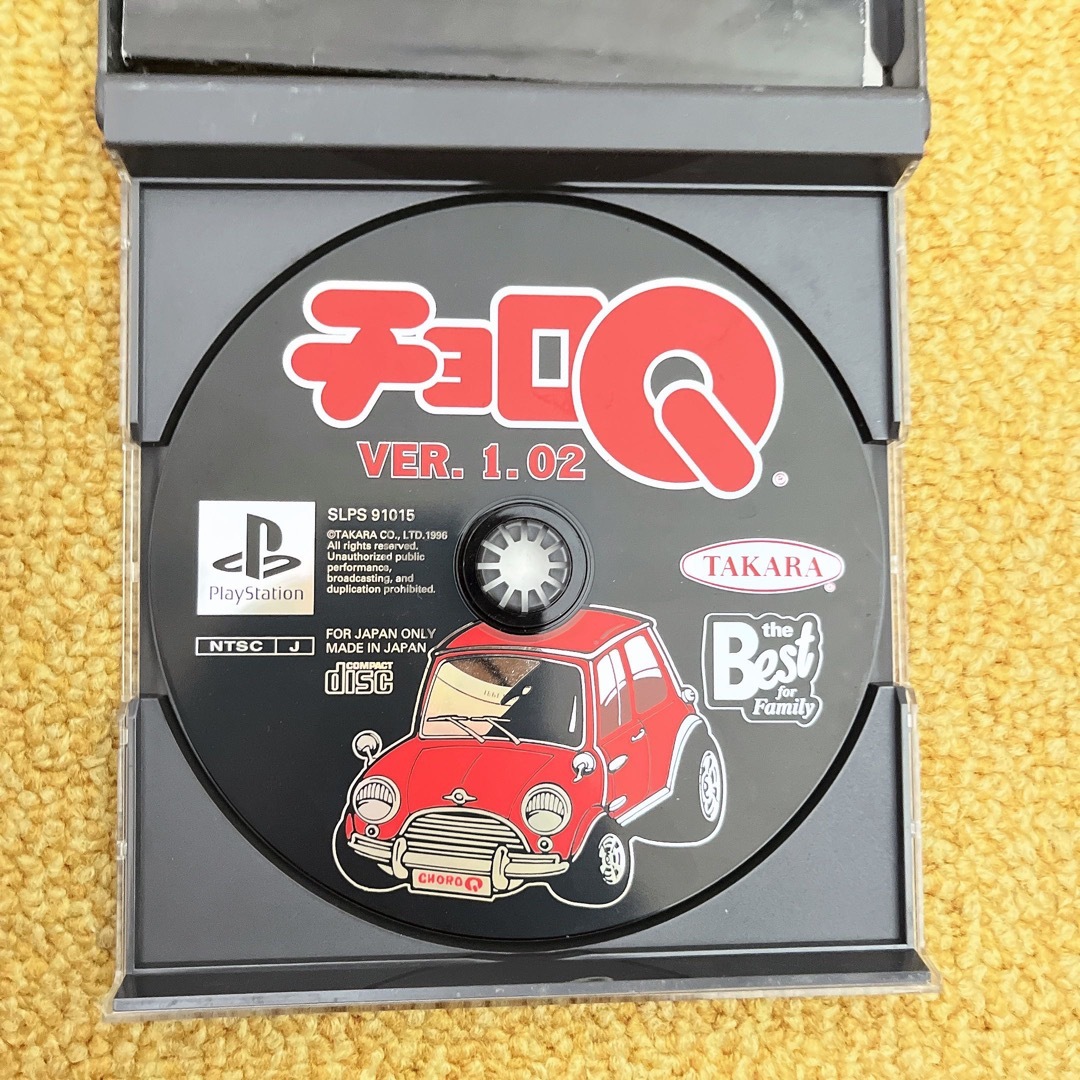 チョロQ
VER. 1.02
PlayStation
SLPS 91015
©TAKARA CO., LTD.1996
All rights reserved.
Unauthorized public
performance,
broadcasting, and
duplication prohibited.
NTSC J
FOR JAPAN ONLY
MADE IN JAPAN
COMPACT
disc
TAKARA
the
Best
for
Family
CHORO Q